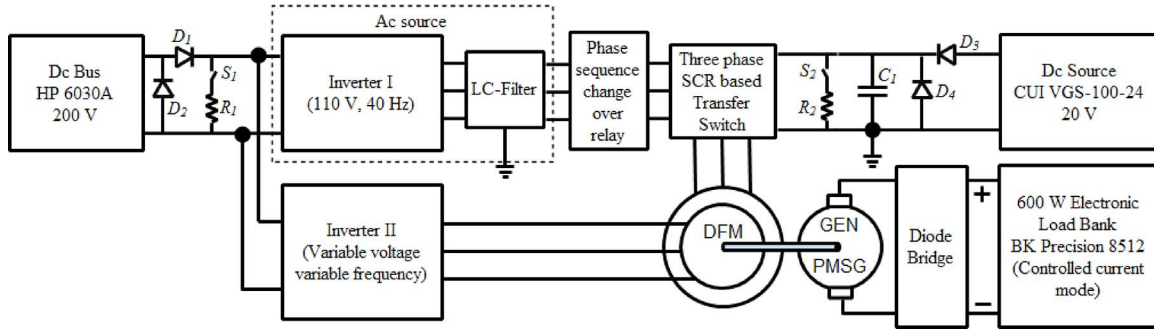 Dc Bus
HP 6030A
200 V
D1
D2
S1
R1
Ac source
Inverter I
(110 V, 40 Hz)
LC-Filter
Phase
sequence
change
over
relay
Three phase
SCR based
Transfer
Switch
S2
R2
C1
D3
D4
Dc Source
CUI VGS-100-24
20 V
Inverter II
(Variable voltage
variable frequency)
DFM
GEN
PMSG
Diode
Bridge
+
−
600 W Electronic
Load Bank
BK Precision 8512
(Controlled current
mode)